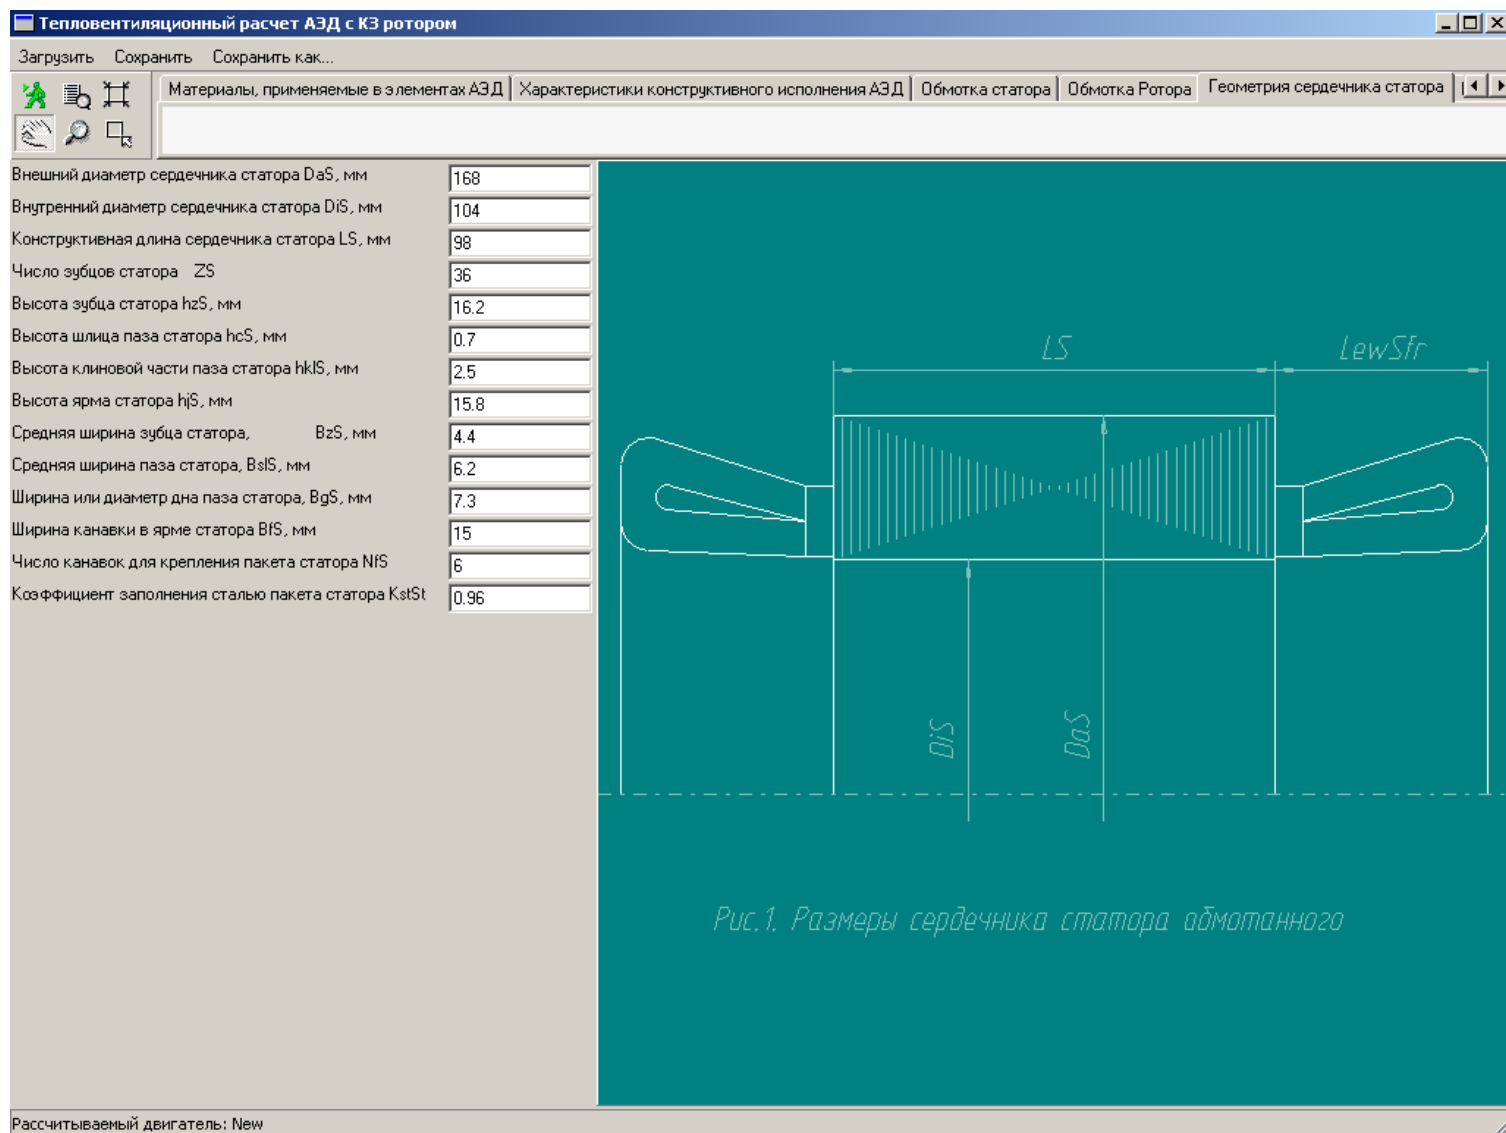 Тепловентиляционный расчет АЭД с КЗ ротором
Загрузить Сохранить Сохранить как...
Материалы, применяемые в элементах АЭД Характеристики конструктивного исполнения АЭД Обмотка статора Обмотка Ротора Геометрия сердечника статора
Внешний диаметр сердечника статора DaS, мм 168
Внутренний диаметр сердечника статора DiS, мм 104
Конструктивная длина сердечника статора LS, мм 98
Число зубцов статора ZS 36
Высота зубца статора hzS, мм 16.2
Высота шлица паза статора hcS, мм 0.7
Высота клиновой части паза статора hklS, мм 2.5
Высота ярма статора hjS, мм 15.8
Средняя ширина зубца статора, BzS, мм 4.4
Средняя ширина паза статора, BslS, мм 6.2
Ширина или диаметр дна паза статора, BgS, мм 7.3
Ширина канавки в ярме статора BfS, мм 15
Число канавок для крепления пакета статора NfS 6
Коэффициент заполнения сталью пакета статора KstSt 0.96
LS LewSfr
DiS DaS
Рис.1. Размеры сердечника статора обмотанного
Рассчитываемый двигатель: New